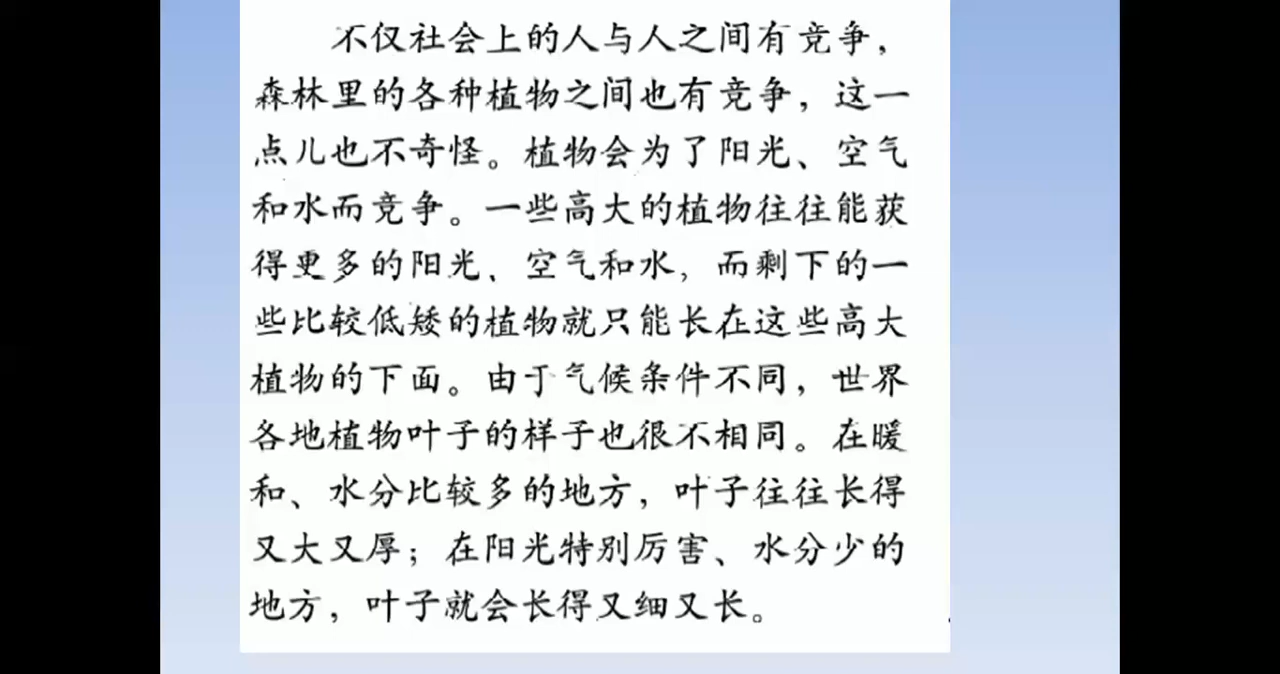 不仅社会上的人与人之间有竞争，
森林里的各种植物之间也有竞争，这一
点儿也不奇怪。植物会为了阳光、空气
和水而竞争。一些高大的植物往往能获
得更多的阳光、空气和水，而剩下的一
些比较低矮的植物就只能长在这些高大
植物的下面。由于气候条件不同，世界
各地植物叶子的样子也很不相同。在暖
和、水分比较多的地方，叶子往往长得
又大又厚；在阳光特别厉害、水分少的
地方，叶子就会长得又细又长。